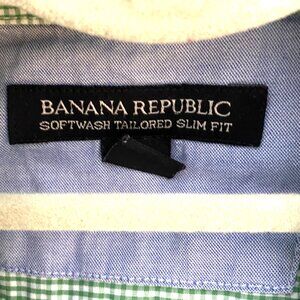 BANANA REPUBLIC
SOFTWASH TAILORED SLIM FIT